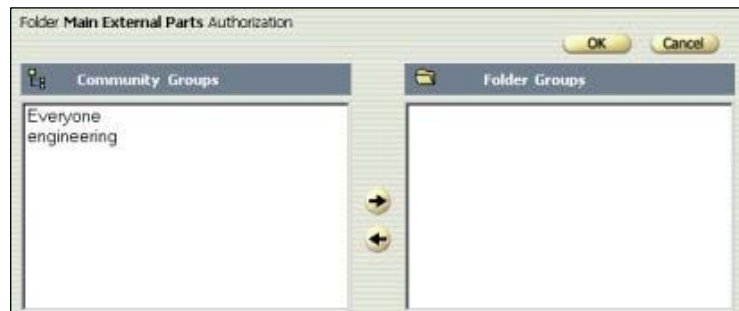 Folder Main External Parts Authorization
OK Cancel
Community Groups
Folder Groups
Everyone
engineering